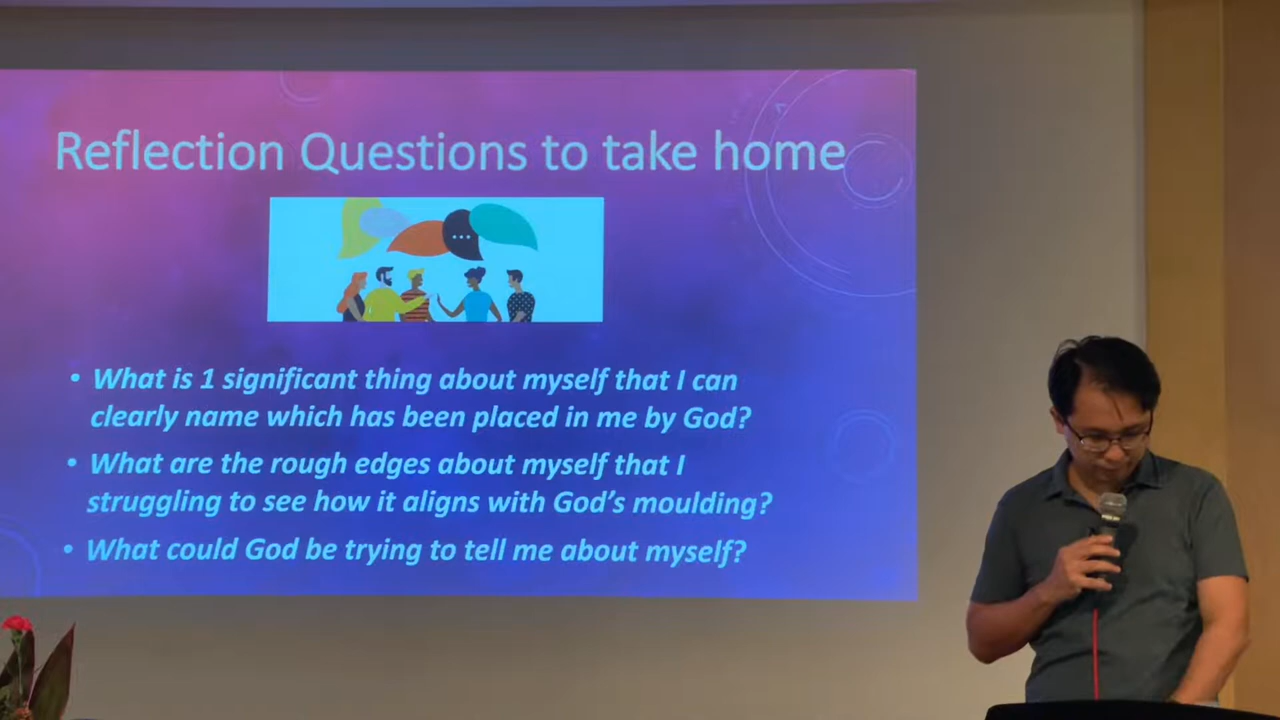 Reflection Questions to take home
• What is 1 significant thing about myself that I can
clearly name which has been placed in me by God?
• What are the rough edges about myself that I
struggling to see how it aligns with God's moulding?
• What could God be trying to tell me about myself?